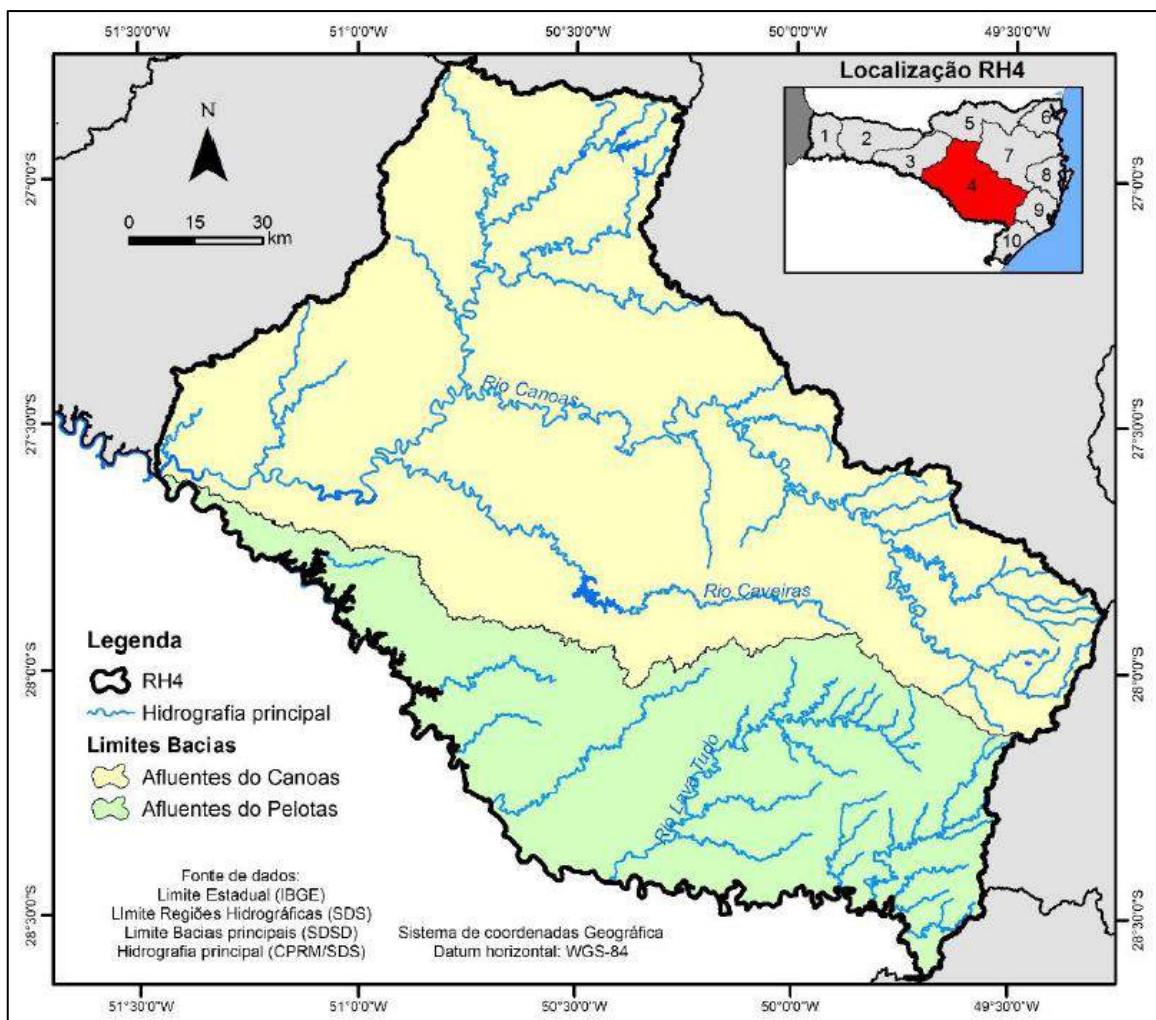 51°30'0"W
51°0'0"W
50°30'0"W
50°0'0"W
49°30'0"W
Localização RH4
1
2
3
4
5
6
7
8
9
10
N
0 15 30
km
27°0'0"S
27°0'0"S
Rio Canoas
27°30'0"S
27°30'0"S
Rio Caveiras
Legenda
RH4
Hidrografia principal
Limites Bacias
Afluentes do Canoas
Afluentes do Pelotas
Rio Lava Tudo
28°0'0"S
28°0'0"S
Fonte de dados:
Limite Estadual (IBGE)
LImite Regiões Hidrográficas (SDS)
Limite Bacias principais (SDSD)
Hidrografia principal (CPRM/SDS)
Sistema de coordenadas Geográfica
Datum horizontal: WGS-84
28°30'0"S
28°30'0"S
51°30'0"W
51°0'0"W
50°30'0"W
50°0'0"W
49°30'0"W